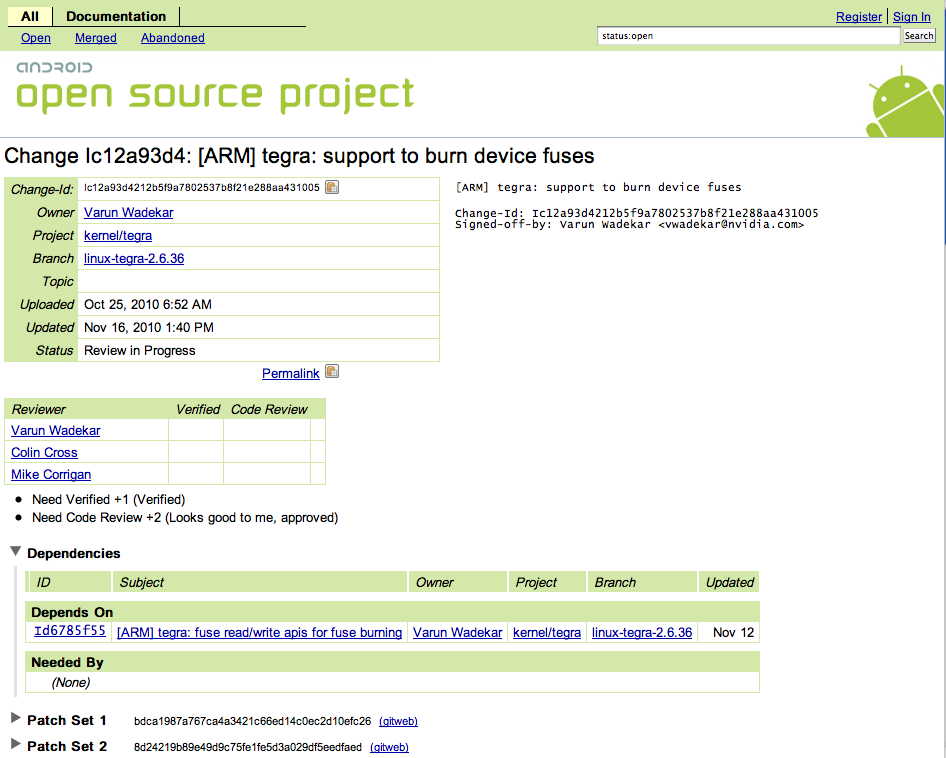 All Documentation Register Sign In
Open Merged Abandoned status:open Search
android
open source project
Change Ic12a93d4: [ARM] tegra: support to burn device fuses
Change-Id: Ic12a93d4212b5f9a7802537b8f21e288aa431005
Owner Varun Wadekar
Project kernel/tegra
Branch linux-tegra-2.6.36
Topic
Uploaded Oct 25, 2010 6:52 AM
Updated Nov 16, 2010 1:40 PM
Status Review in Progress
Permalink
[ARM] tegra: support to burn device fuses
Change-Id: Ic12a93d4212b5f9a7802537b8f21e288aa431005
Signed-off-by: Varun Wadekar <vwadekar@nvidia.com>
Reviewer Verified Code Review
Varun Wadekar
Colin Cross
Mike Corrigan
Need Verified +1 (Verified)
Need Code Review +2 (Looks good to me, approved)
Dependencies
ID Subject Owner Project Branch Updated
Depends On
Id6785f55 [ARM] tegra: fuse read/write apis for fuse burning Varun Wadekar kernel/tegra linux-tegra-2.6.36 Nov 12
Needed By
(None)
Patch Set 1 bdca1987a767ca4a3421c66ed14c0ec2d10efc26 (gitweb)
Patch Set 2 8d24219b89e49d9c75fe1fe5d3a029df5eedfaed (gitweb)